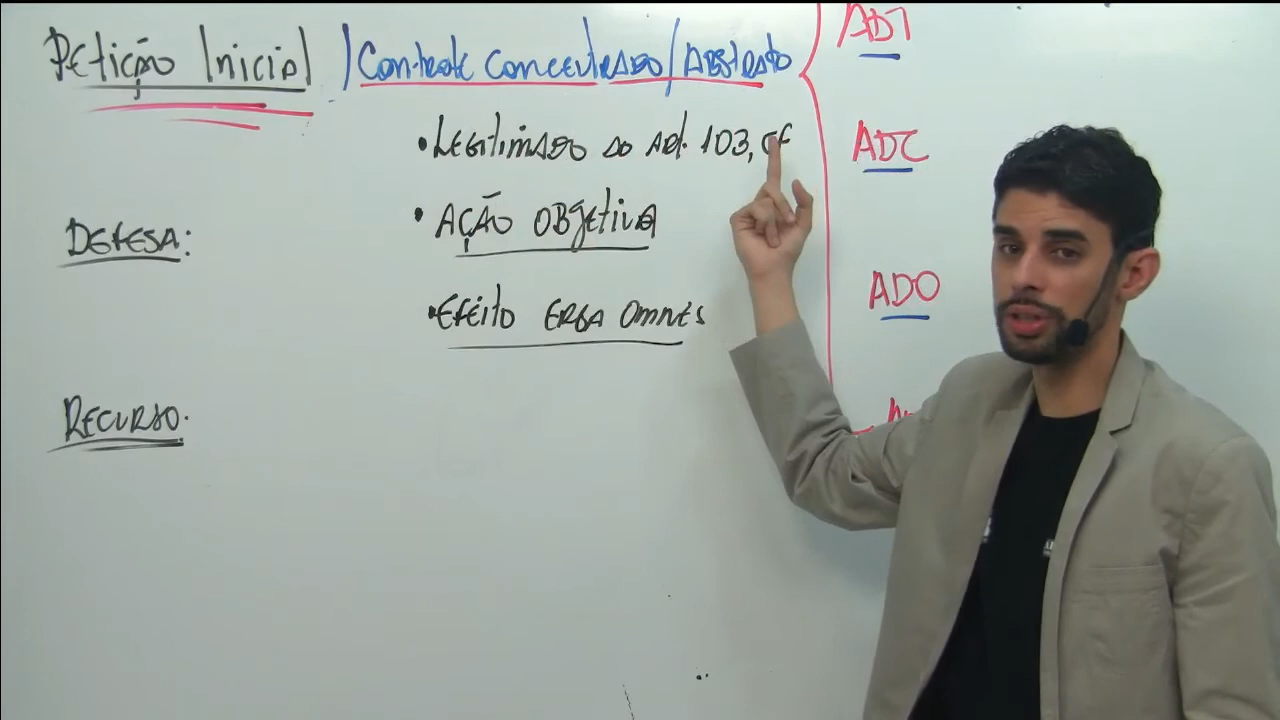 Petição Inicial / Controle Concentrado / Abstrato
ADI
• Legitimado do Art. 103, CF
ADC
• Ação Objetiva
Defesa:
• Efeito Erga Omnes
ADO
Recurso.